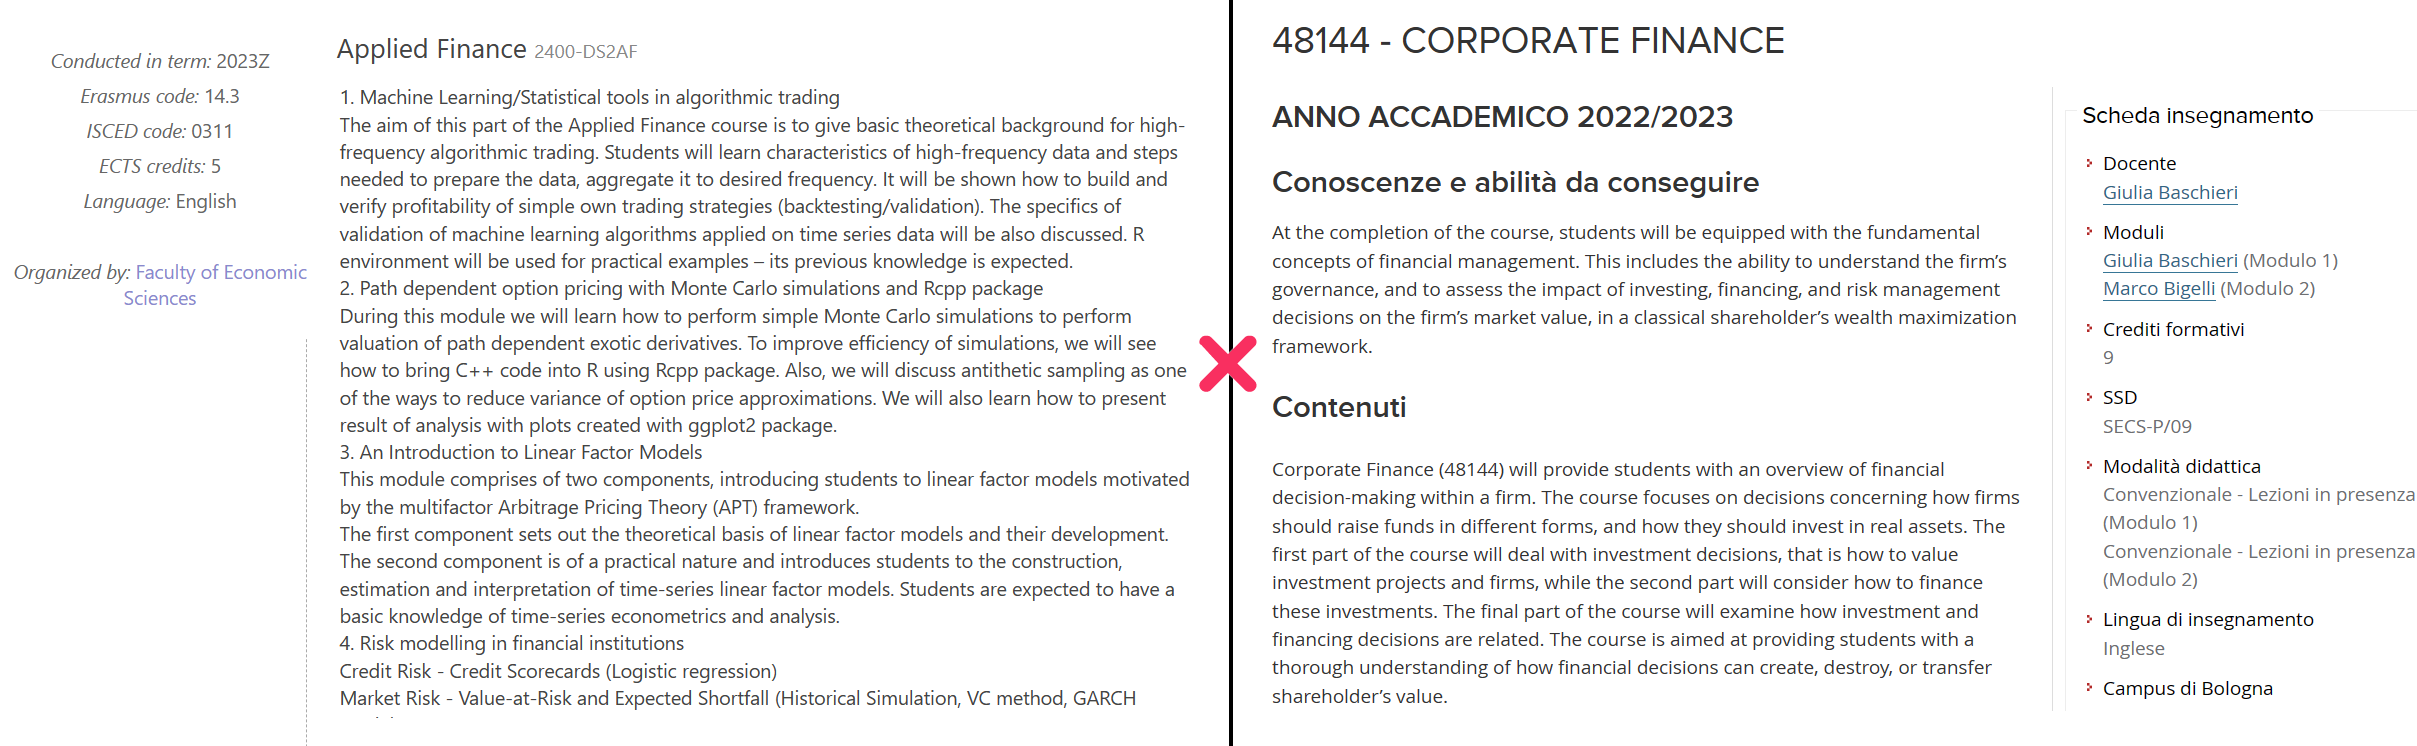 Conducted in term: 2023Z
Erasmus code: 14.3
ISCED code: 0311
ECTS credits: 5
Language: English
Organized by: Faculty of Economic
Sciences
Applied Finance 2400-DS2AF
1. Machine Learning/Statistical tools in algorithmic trading
The aim of this part of the Applied Finance course is to give basic theoretical background for high-
frequency algorithmic trading. Students will learn characteristics of high-frequency data and steps
needed to prepare the data, aggregate it to desired frequency. It will be shown how to build and
verify profitability of simple own trading strategies (backtesting/validation). The specifics of
validation of machine learning algorithms applied on time series data will be also discussed. R
environment will be used for practical examples – its previous knowledge is expected.
2. Path dependent option pricing with Monte Carlo simulations and Rcpp package
During this module we will learn how to perform simple Monte Carlo simulations to perform
valuation of path dependent exotic derivatives. To improve efficiency of simulations, we will see
how to bring C++ code into R using Rcpp package. Also, we will discuss antithetic sampling as one
of the ways to reduce variance of option price approximations. We will also learn how to present
result of analysis with plots created with ggplot2 package.
3. An Introduction to Linear Factor Models
This module comprises of two components, introducing students to linear factor models motivated
by the multifactor Arbitrage Pricing Theory (APT) framework.
The first component sets out the theoretical basis of linear factor models and their development.
The second component is of a practical nature and introduces students to the construction,
estimation and interpretation of time-series linear factor models. Students are expected to have a
basic knowledge of time-series econometrics and analysis.
4. Risk modelling in financial institutions
Credit Risk - Credit Scorecards (Logistic regression)
Market Risk - Value-at-Risk and Expected Shortfall (Historical Simulation, VC method, GARCH
48144 - CORPORATE FINANCE
ANNO ACCADEMICO 2022/2023
Conoscenze e abilità da conseguire
At the completion of the course, students will be equipped with the fundamental
concepts of financial management. This includes the ability to understand the firm’s
governance, and to assess the impact of investing, financing, and risk management
decisions on the firm’s market value, in a classical shareholder’s wealth maximization
framework.
Contenuti
Corporate Finance (48144) will provide students with an overview of financial
decision-making within a firm. The course focuses on decisions concerning how firms
should raise funds in different forms, and how they should invest in real assets. The
first part of the course will deal with investment decisions, that is how to value
investment projects and firms, while the second part will consider how to finance
these investments. The final part of the course will examine how investment and
financing decisions are related. The course is aimed at providing students with a
thorough understanding of how financial decisions can create, destroy, or transfer
shareholder’s value.
Scheda insegnamento
Docente
Giulia Baschieri
Moduli
Giulia Baschieri (Modulo 1)
Marco Bigelli (Modulo 2)
Crediti formativi
9
SSD
SECS-P/09
Modalità didattica
Convenzionale - Lezioni in presenza
(Modulo 1)
Convenzionale - Lezioni in presenza
(Modulo 2)
Lingua di insegnamento
Inglese
Campus di Bologna